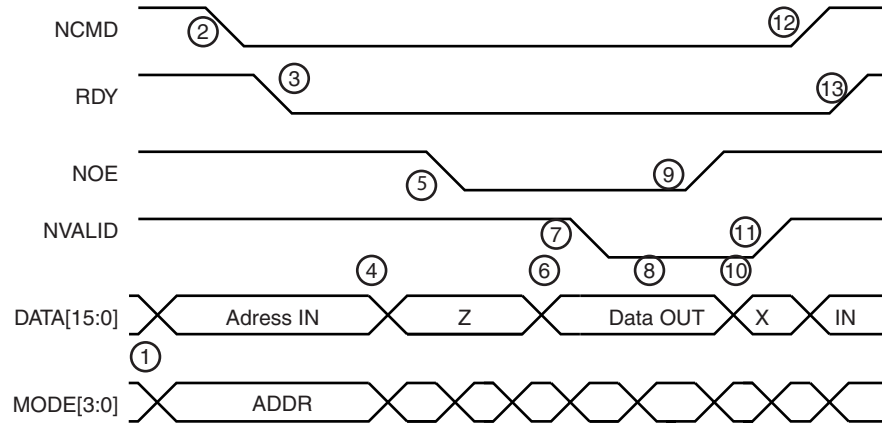 NCMD
2
12
RDY
3
13
NOE
5
9
NVALID
7
11
4
6
8
10
DATA[15:0]
Adress IN
Z
Data OUT
X
IN
1
MODE[3:0]
ADDR